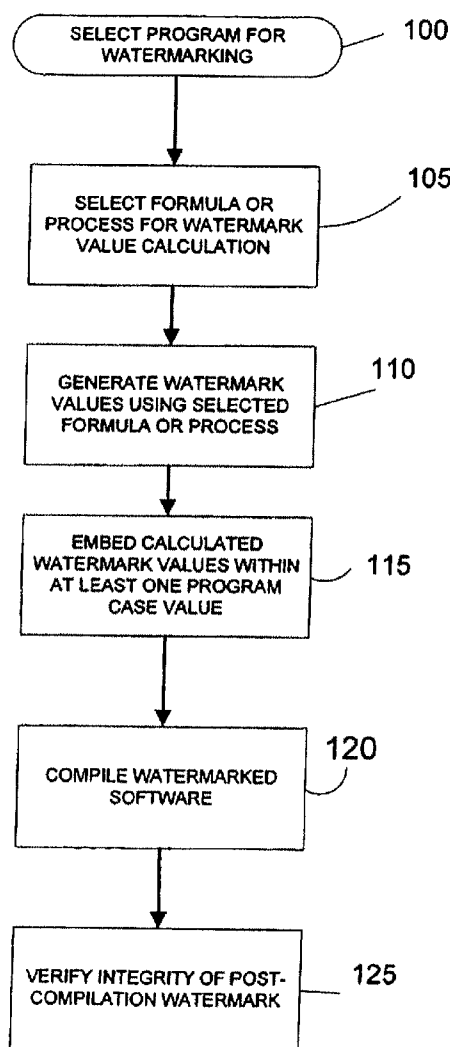 SELECT PROGRAM FOR
WATERMARKING
100
SELECT FORMULA OR
PROCESS FOR WATERMARK
VALUE CALCULATION
105
GENERATE WATERMARK
VALUES USING SELECTED
FORMULA OR PROCESS
110
EMBED CALCULATED
WATERMARK VALUES WITHIN
AT LEAST ONE PROGRAM
CASE VALUE
115
COMPILE WATERMARKED
SOFTWARE
120
VERIFY INTEGRITY OF POST-
COMPILATION WATERMARK
125